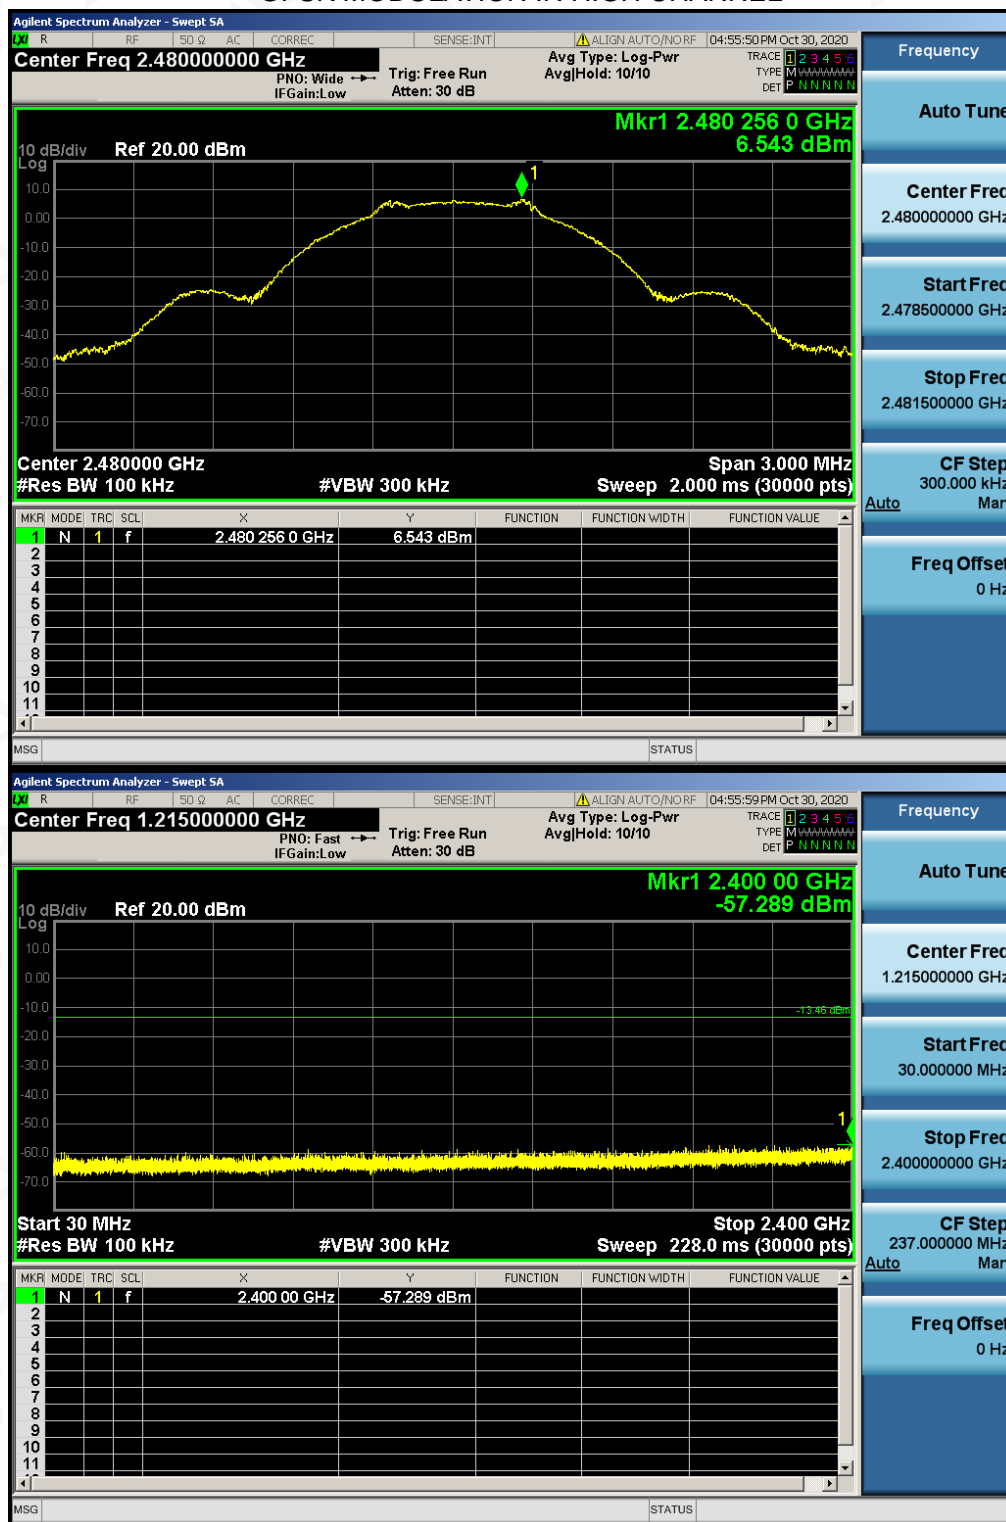 Agilent Spectrum Analyzer - Swept SA
LXI R RF 50 Ω AC CORREC SENSE:INT ALIGN AUTO/NO RF 04:55:50 PM Oct 30, 2020
Center Freq 2.480000000 GHz
PNO: Wide
IFGain:Low
Trig: Free Run
Atten: 30 dB
Avg Type: Log-Pwr
Avg|Hold: 10/10
TRACE 1 2 3 4 5 6
TYPE M W W W W W
DET P N N N N N
Mkr1 2.480 256 0 GHz
6.543 dBm
10 dB/div Ref 20.00 dBm
Log
1
10.0
0.00
-10.0
-20.0
-30.0
-40.0
-50.0
-60.0
-70.0
Center 2.480000 GHz Span 3.000 MHz
#Res BW 100 kHz #VBW 300 kHz Sweep 2.000 ms (30000 pts)
MKR MODE TRC SCL X Y FUNCTION FUNCTION WIDTH FUNCTION VALUE
1 N 1 f 2.480 256 0 GHz 6.543 dBm
2
3
4
5
6
7
8
9
10
11
MSG STATUS
Frequency
Auto Tune
Center Freq
2.480000000 GHz
Start Freq
2.478500000 GHz
Stop Freq
2.481500000 GHz
CF Step
300.000 kHz
Auto Man
Freq Offset
0 Hz
Agilent Spectrum Analyzer - Swept SA
LXI R RF 50 Ω AC CORREC SENSE:INT ALIGN AUTO/NO RF 04:55:59 PM Oct 30, 2020
Center Freq 1.215000000 GHz
PNO: Fast
IFGain:Low
Trig: Free Run
Atten: 30 dB
Avg Type: Log-Pwr
Avg|Hold: 10/10
TRACE 1 2 3 4 5 6
TYPE M W W W W W
DET P N N N N N
Mkr1 2.400 00 GHz
-57.289 dBm
10 dB/div Ref 20.00 dBm
Log
10.0
0.00
-10.0
-13.46 dBm
-20.0
-30.0
-40.0
-50.0
1
-60.0
-70.0
Start 30 MHz Stop 2.400 GHz
#Res BW 100 kHz #VBW 300 kHz Sweep 228.0 ms (30000 pts)
MKR MODE TRC SCL X Y FUNCTION FUNCTION WIDTH FUNCTION VALUE
1 N 1 f 2.400 00 GHz -57.289 dBm
2
3
4
5
6
7
8
9
10
11
MSG STATUS
Frequency
Auto Tune
Center Freq
1.215000000 GHz
Start Freq
30.000000 MHz
Stop Freq
2.400000000 GHz
CF Step
237.000000 MHz
Auto Man
Freq Offset
0 Hz